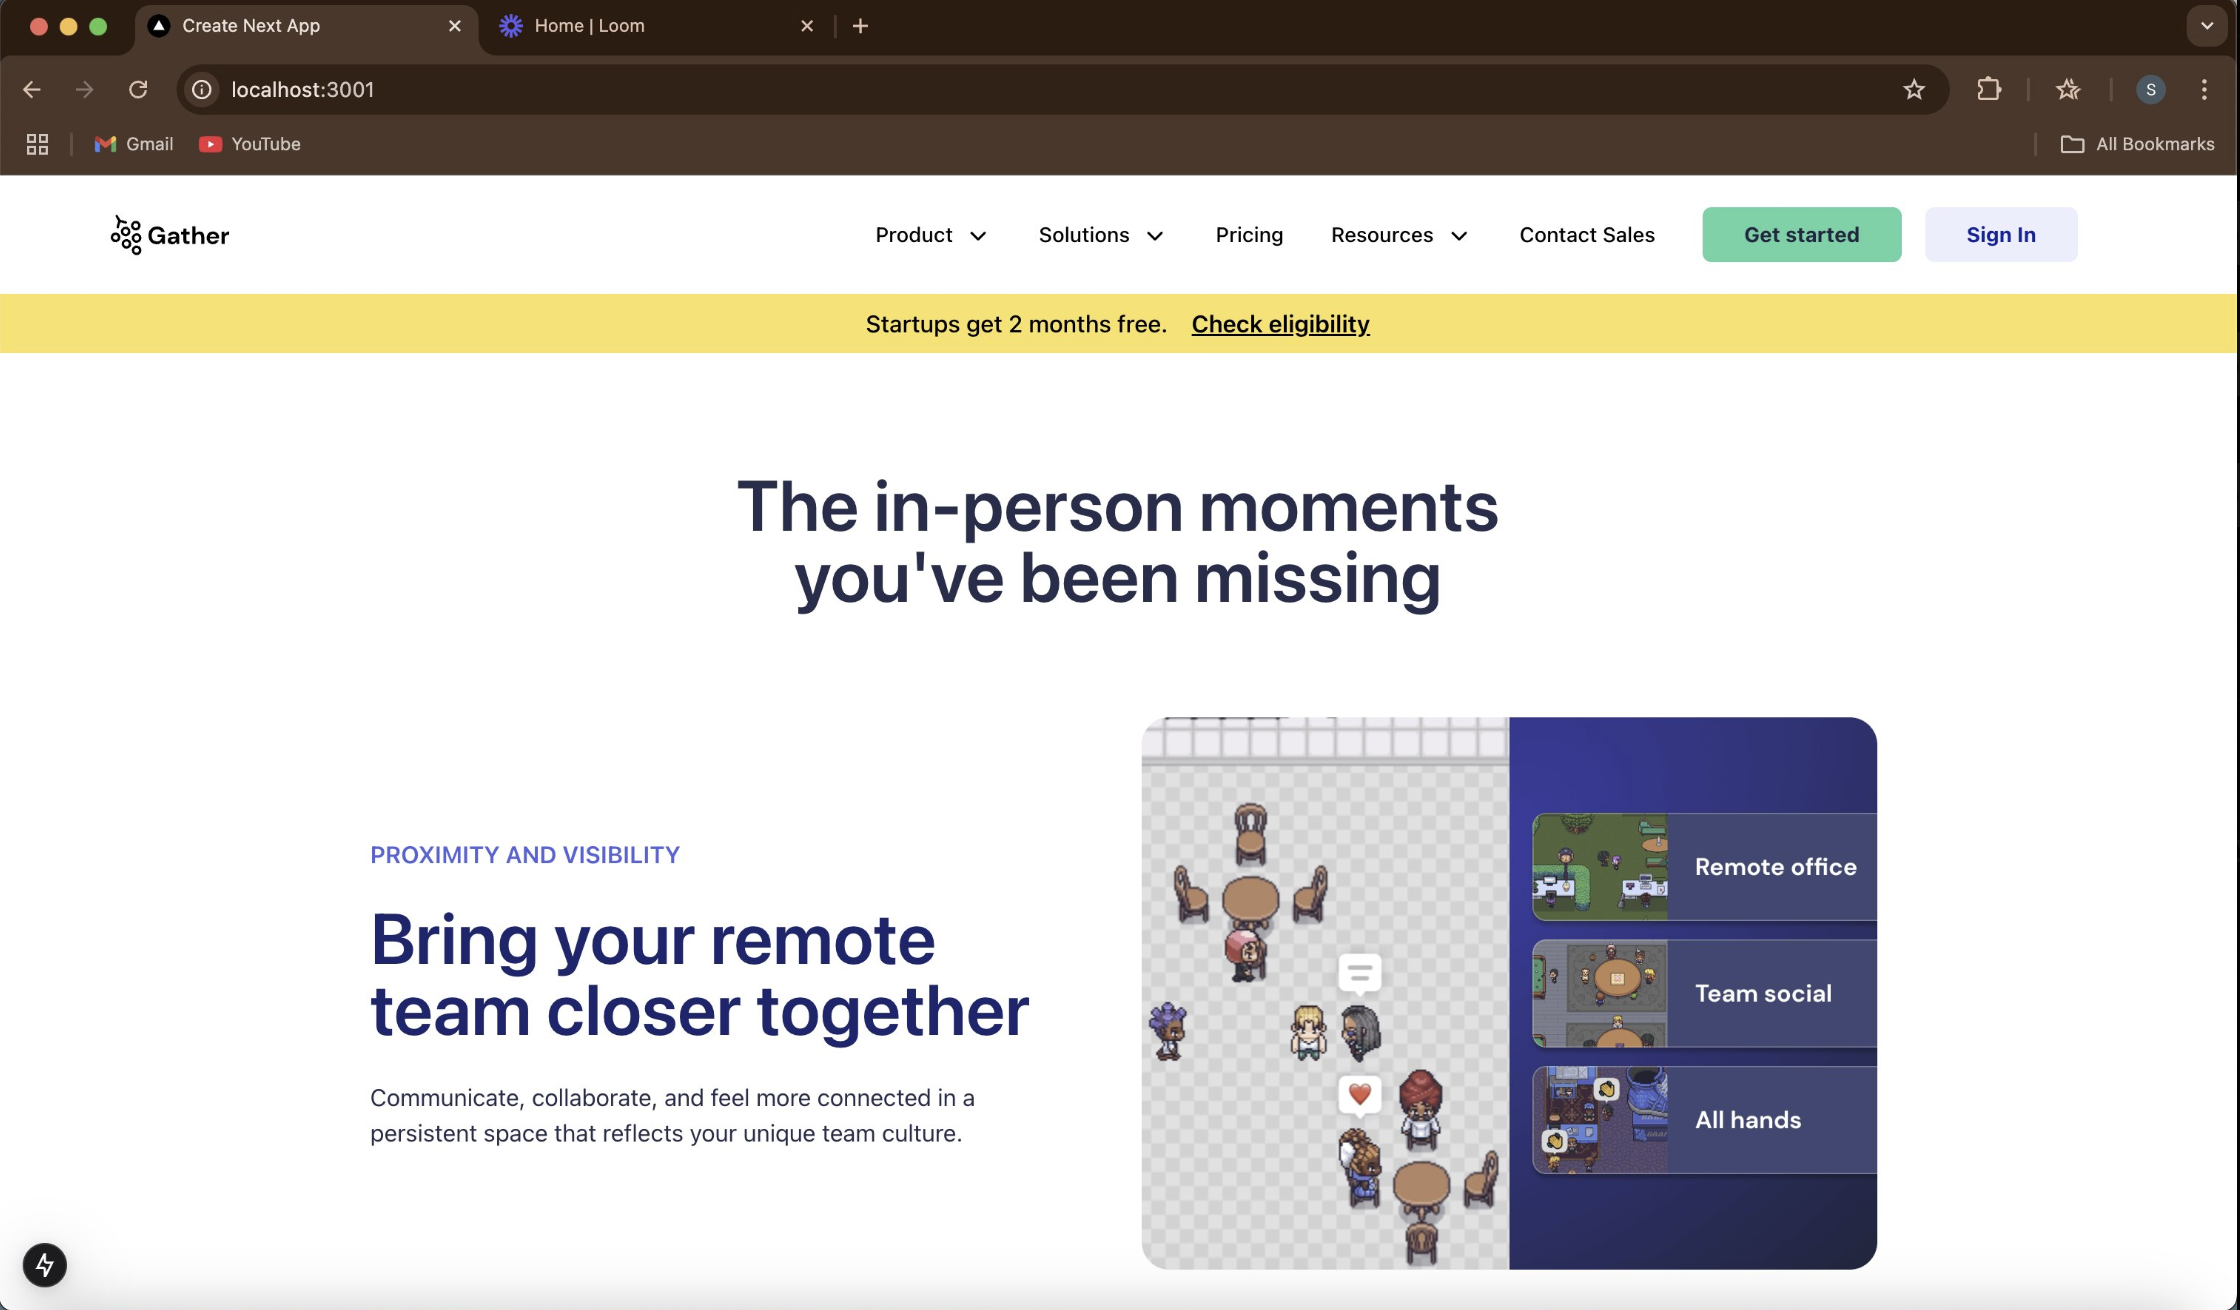 Create Next App
Home | Loom
localhost:3001
S
Gmail
YouTube
All Bookmarks
Gather
Product
Solutions
Pricing
Resources
Contact Sales
Get started
Sign In
Startups get 2 months free. Check eligibility
The in-person moments
you've been missing
PROXIMITY AND VISIBILITY
Bring your remote
team closer together
Communicate, collaborate, and feel more connected in a
persistent space that reflects your unique team culture.
Remote office
Team social
All hands